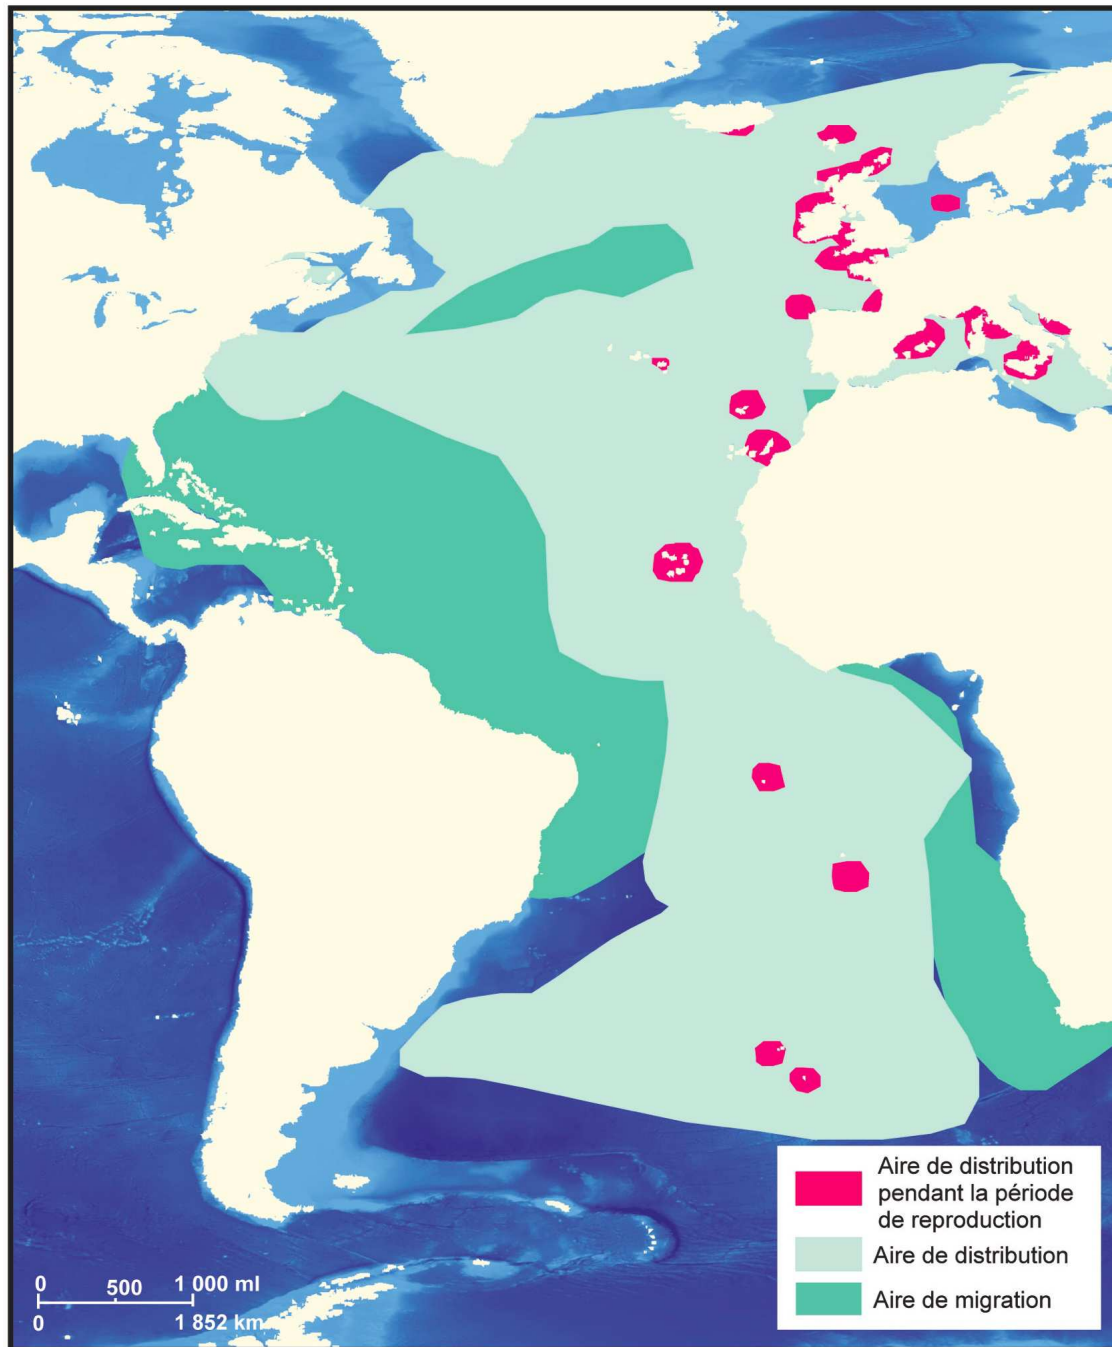 Aire de distribution
pendant la période
de reproduction
Aire de distribution
Aire de migration
0 500 1 000 ml
0 1 852 km